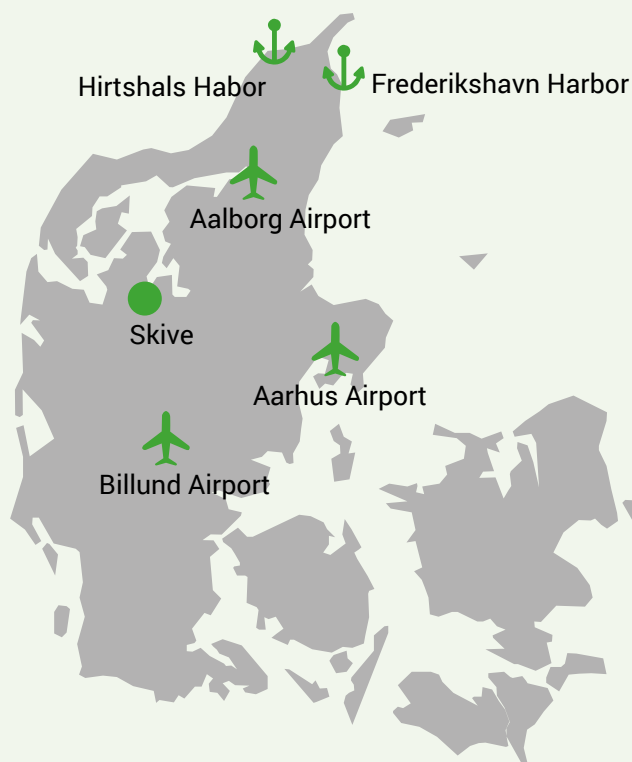 Hirtshals Habor
Frederikshavn Harbor
Aalborg Airport
Skive
Aarhus Airport
Billund Airport